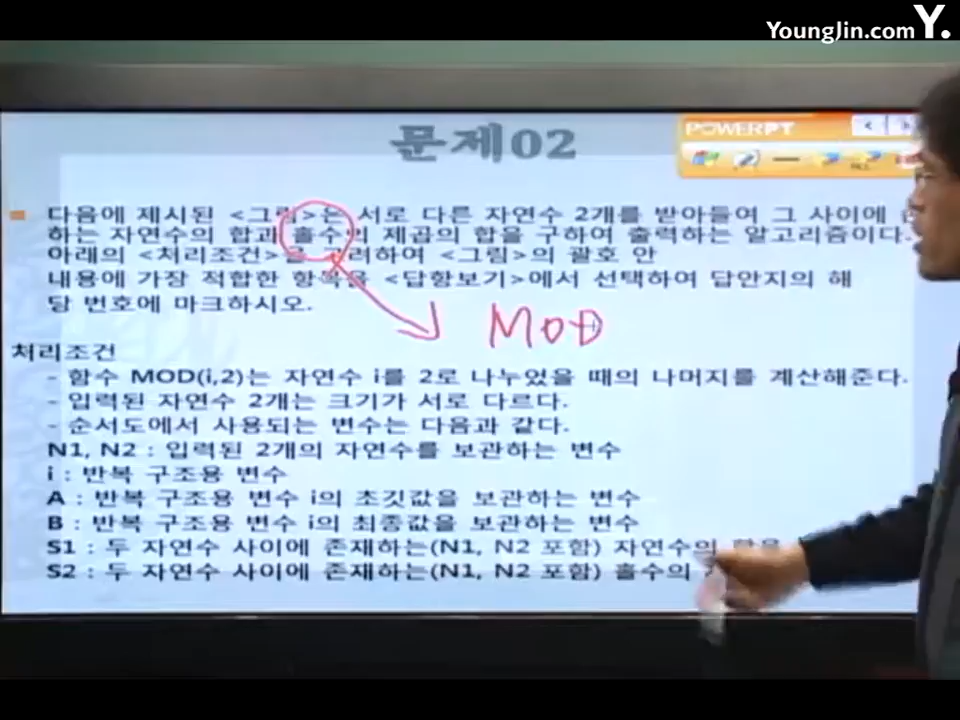 YoungJin.com Y.
문제02
POWERPT
다음에 제시된 <그림>는 서로 다른 자연수 2개를 받아들여 그 사이에
하는 자연수의 합과 홀수의 제곱의 합을 구하여 출력하는 알고리즘이다.
아래의 <처리조건>을 고려하여 <그림>의 괄호 안
내용에 가장 적합한 항목을 <답항보기>에서 선택하여 답안지의 해
당 번호에 마크하시오.
MOD
처리조건
- 함수 MOD(i,2)는 자연수 i를 2로 나누었을 때의 나머지를 계산해준다.
- 입력된 자연수 2개는 크기가 서로 다르다.
- 순서도에서 사용되는 변수는 다음과 같다.
N1, N2 : 입력된 2개의 자연수를 보관하는 변수
i : 반복 구조용 변수
A : 반복 구조용 변수 i의 초깃값을 보관하는 변수
B : 반복 구조용 변수 i의 최종값을 보관하는 변수
S1 : 두 자연수 사이에 존재하는(N1, N2 포함) 자연수의
S2 : 두 자연수 사이에 존재하는(N1, N2 포함) 홀수의